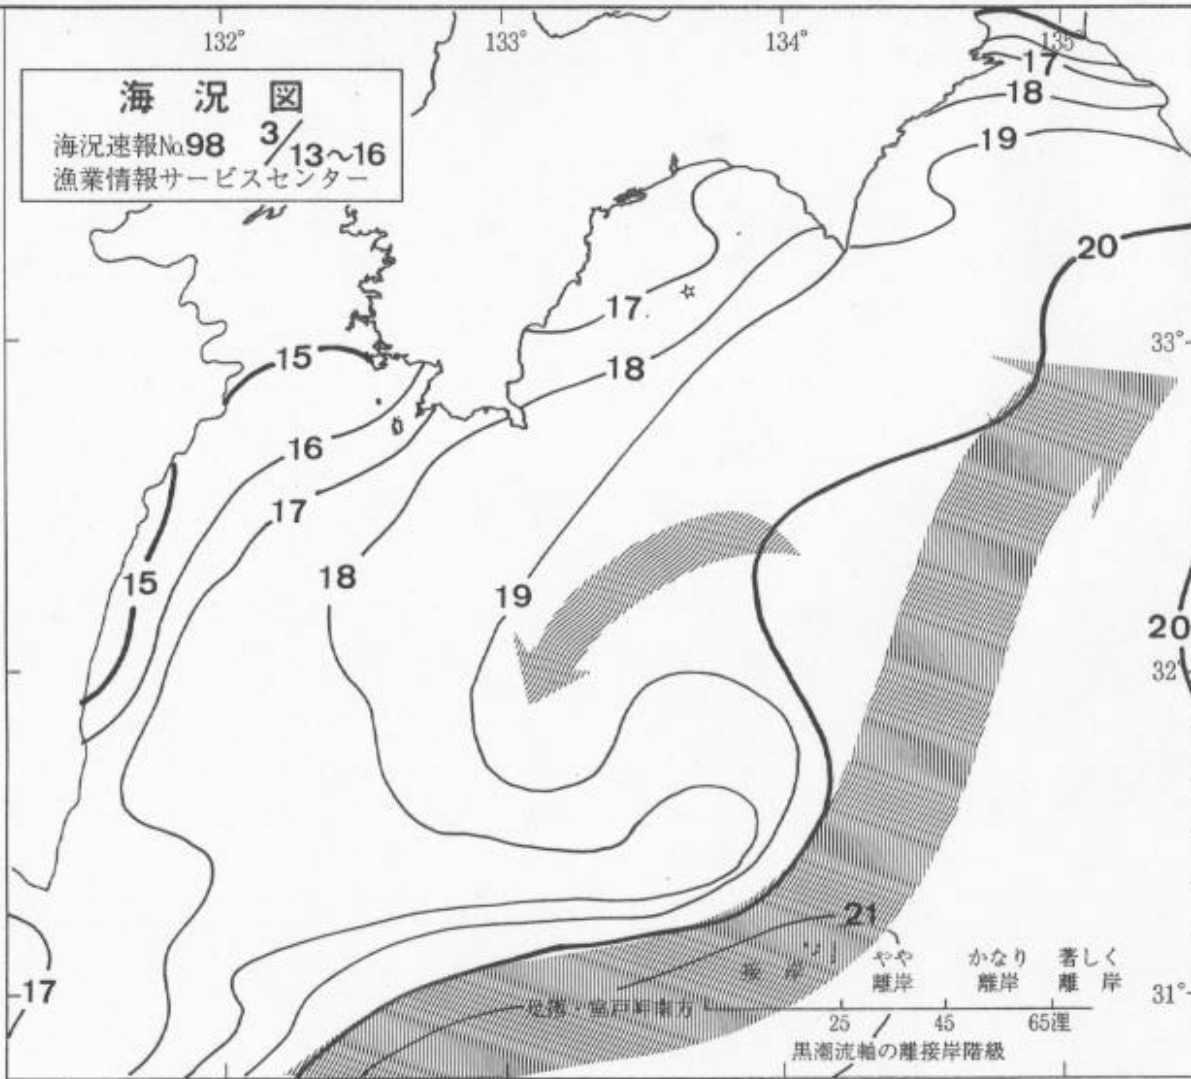 132°
133°
134°
135°
海況図
海況速報No.98 3/13~16
漁業情報サービスセンター
17
18
19
20
17
18
15
33°
16
17
18
19
15
20
32°
21
接岸
やや離岸
かなり離岸
著しく離岸
17
31°
足摺・室戸岬南方
25
45
65浬
黒潮流軸の離接岸階級